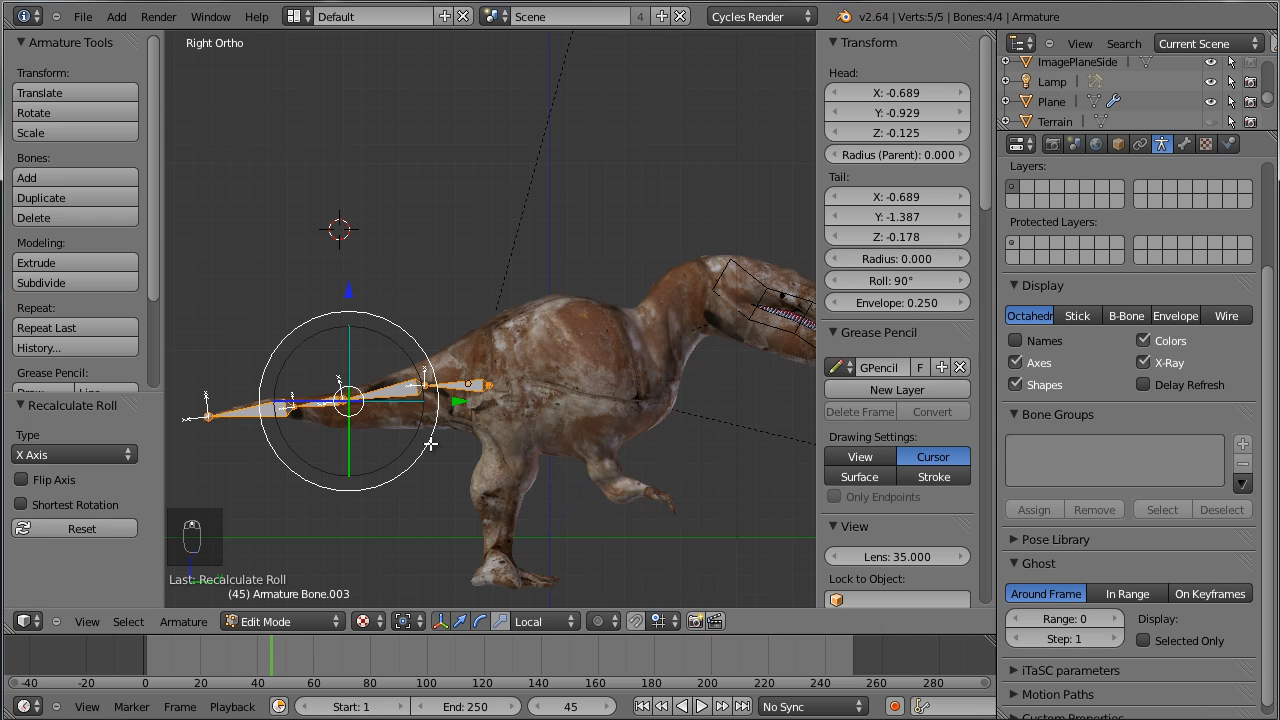 File Add Render Window Help Default Scene 4 Cycles Render v2.64 | Verts:5/5 | Bones:4/4 | Armature
Armature Tools
Transform:
Translate
Rotate
Scale
Bones:
Add
Duplicate
Delete
Modeling:
Extrude
Subdivide
Repeat:
Repeat Last
History...
Grease Pencil:
Recalculate Roll
Type
X Axis
Flip Axis
Shortest Rotation
Reset
Right Ortho
Last: Recalculate Roll
(45) Armature Bone.003
Transform
Head:
X: -0.689
Y: -0.929
Z: -0.125
Radius (Parent): 0.000
Tail:
X: -0.689
Y: -1.387
Z: -0.178
Radius: 0.000
Roll: 90°
Envelope: 0.250
Grease Pencil
GPencil F
New Layer
Delete Frame Convert
Drawing Settings:
View Cursor
Surface Stroke
Only Endpoints
View
Lens: 35.000
Lock to Object:
View Search Current Scene
ImagePlaneSide
Lamp
Plane
Terrain
Layers:
Protected Layers:
Display
Octahedr Stick B-Bone Envelope Wire
Names Colors
Axes X-Ray
Shapes Delay Refresh
Bone Groups
Assign Remove Select Deselect
Pose Library
Ghost
Around Frame In Range On Keyframes
Range: 0 Display:
Step: 1 Selected Only
iTaSC parameters
Motion Paths
View Select Armature Edit Mode Local
-40 -20 0 20 40 60 80 100 120 140 160 180 200 220 240 260 280
View Marker Frame Playback Start: 1 End: 250 45 No Sync